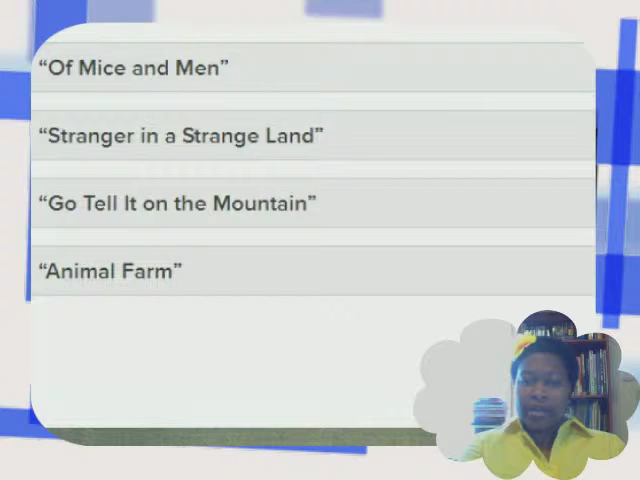 “Of Mice and Men”
“Stranger in a Strange Land”
“Go Tell It on the Mountain”
“Animal Farm”